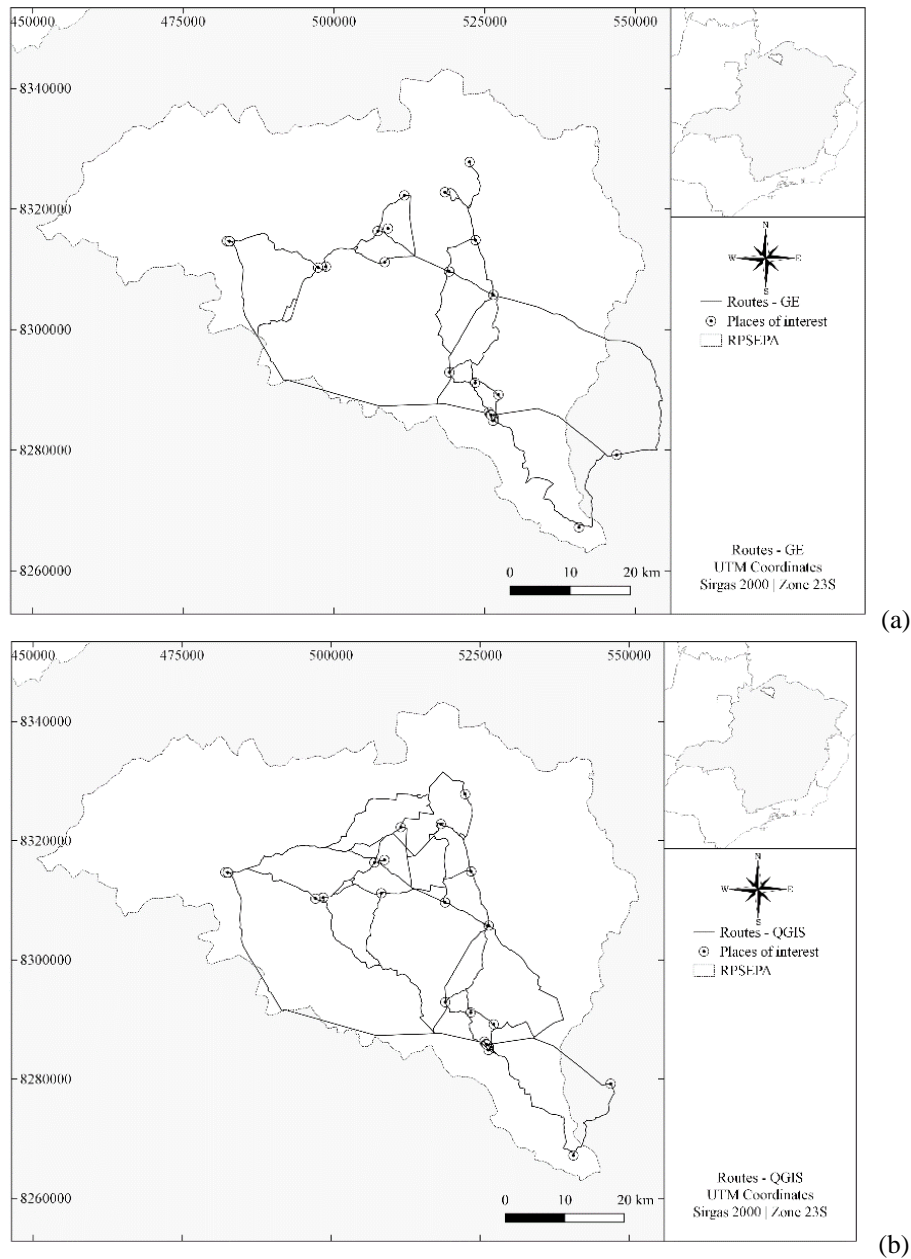 450000 475000 500000 525000 550000
8340000
8320000
8300000
8280000
8260000
0 10 20 km
N
W E
S
Routes - GE
Places of interest
RPSEPA
Routes - GE
UTM Coordinates
Sirgas 2000 | Zone 23S
(a)
450000 475000 500000 525000 550000
8340000
8320000
8300000
8280000
8260000
0 10 20 km
N
W E
S
Routes - QGIS
Places of interest
RPSEPA
Routes - QGIS
UTM Coordinates
Sirgas 2000 | Zone 23S
(b)